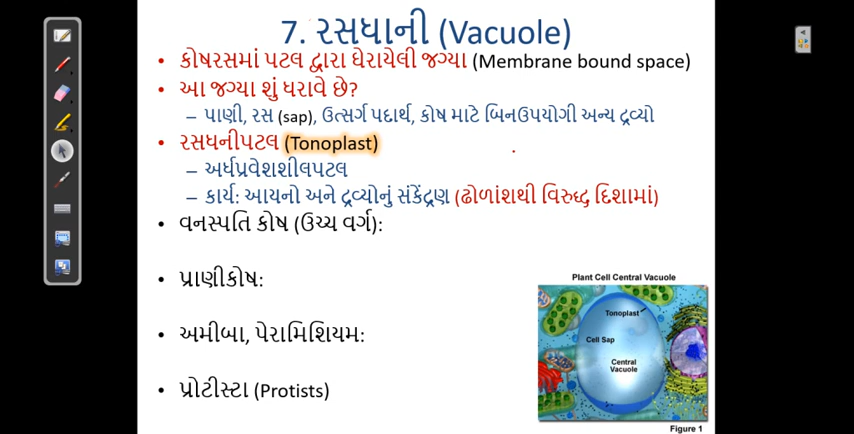 7. રસધાની (Vacuole)
• કોષરસમાં પટલ દ્વારા ઘેરાયેલી જગ્યા (Membrane bound space)
• આ જગ્યા શું ધરાવે છે?
– પાણી, રસ (sap), ઉત્સર્ગ પદાર્થ, કોષ માટે બિનઉપયોગી અન્ય દ્રવ્યો
• રસધનીપટલ (Tonoplast)
– અર્ધપ્રવેશશીલપટલ
– કાર્ય: આયનો અને દ્રવ્યોનું સંકેંદ્રણ (ઢોળાંશથી વિરુદ્ધ દિશામાં)
• વનસ્પતિ કોષ (ઉચ્ચ વર્ગ):
• પ્રાણીકોષ:
• અમીબા, પેરામિશિયમ:
• પ્રોટીસ્ટા (Protists)
Plant Cell Central Vacuole
Tonoplast
Cell Sap
Central
Vacuole
Figure 1